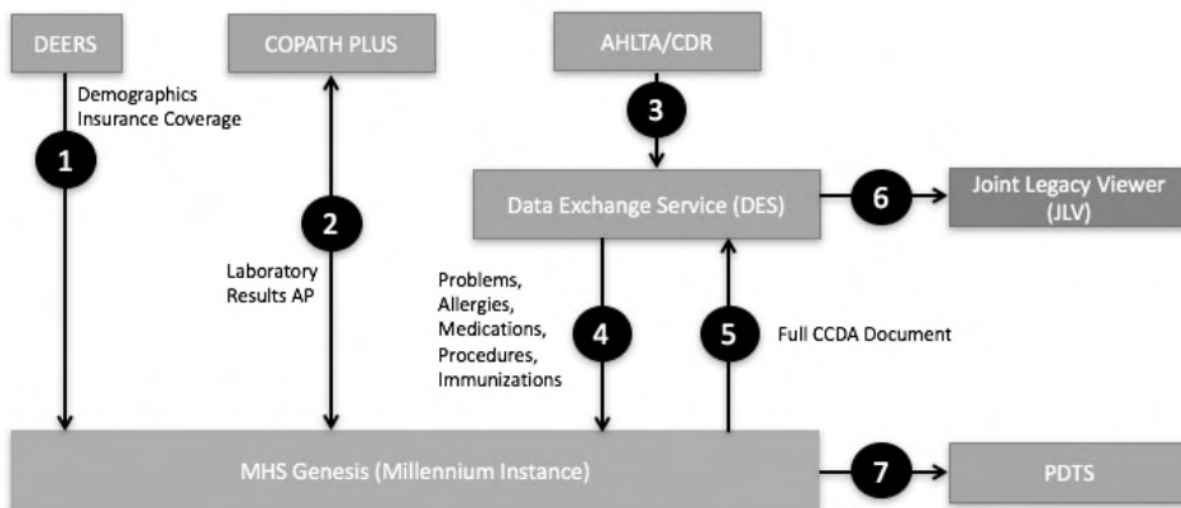 DEERS
COPATH PLUS
AHLTA/CDR
Demographics
Insurance Coverage
1
2
3
Data Exchange Service (DES)
6
Joint Legacy Viewer
(JLV)
Laboratory
Results AP
Problems,
Allergies,
Medications,
Procedures,
Immunizations
4
5
Full CCDA Document
MHS Genesis (Millennium Instance)
7
PDTS